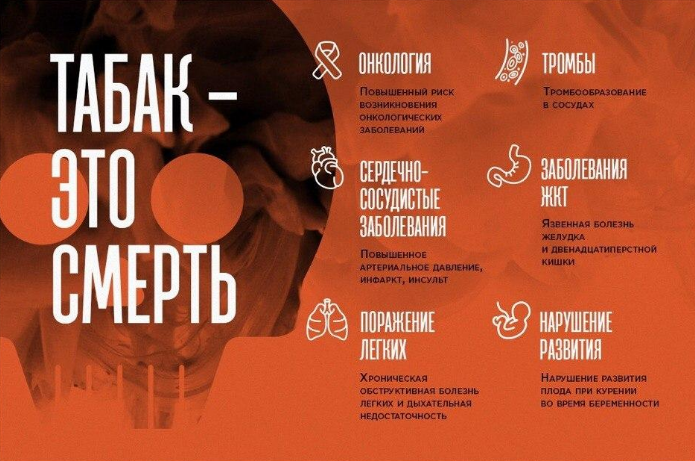 ТАБАК –
ЭТО
СМЕРТЬ
ОНКОЛОГИЯ
Повышенный риск
возникновения
онкологических
заболеваний
ТРОМБЫ
Тромбообразование
в сосудах
СЕРДЕЧНО-
СОСУДИСТЫЕ
ЗАБОЛЕВАНИЯ
Повышенное
артериальное давление,
инфаркт, инсульт
ЗАБОЛЕВАНИЯ
ЖКТ
Язвенная болезнь
желудка
и двенадцатиперстной
кишки
ПОРАЖЕНИЕ
ЛЕГКИХ
Хроническая
обструктивная болезнь
легких и дыхательная
недостаточность
НАРУШЕНИЕ
РАЗВИТИЯ
Нарушение развития
плода при курении
во время беременности